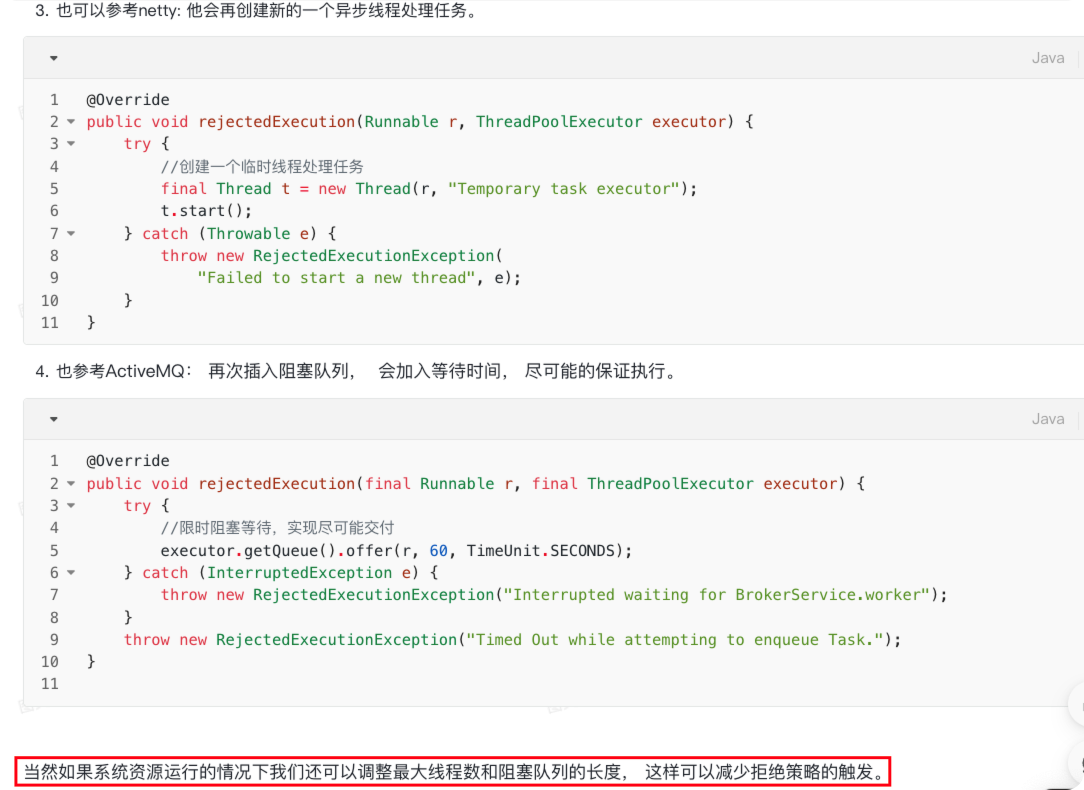 3. 也可以参考netty: 他会再创建新的一个异步线程处理任务。
Java
1 @Override
2 public void rejectedExecution(Runnable r, ThreadPoolExecutor executor) {
3 try {
4 //创建一个临时线程处理任务
5 final Thread t = new Thread(r, "Temporary task executor");
6 t.start();
7 } catch (Throwable e) {
8 throw new RejectedExecutionException(
9 "Failed to start a new thread", e);
10 }
11 }
4. 也参考ActiveMQ： 再次插入阻塞队列， 会加入等待时间， 尽可能的保证执行。
Java
1 @Override
2 public void rejectedExecution(final Runnable r, final ThreadPoolExecutor executor) {
3 try {
4 //限时阻塞等待，实现尽可能交付
5 executor.getQueue().offer(r, 60, TimeUnit.SECONDS);
6 } catch (InterruptedException e) {
7 throw new RejectedExecutionException("Interrupted waiting for BrokerService.worker");
8 }
9 throw new RejectedExecutionException("Timed Out while attempting to enqueue Task.");
10 }
11
当然如果系统资源运行的情况下我们还可以调整最大线程数和阻塞队列的长度， 这样可以减少拒绝策略的触发。